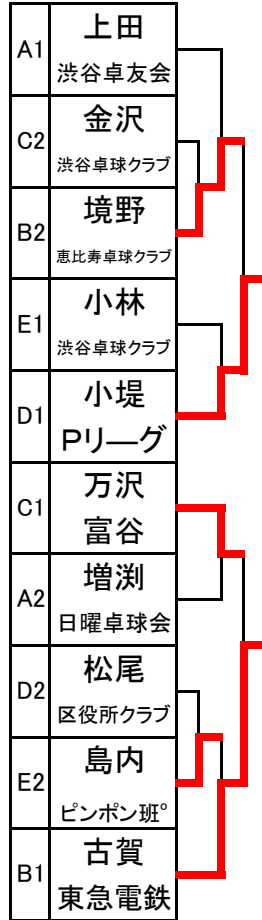 A1
上田
渋谷卓友会
C2
金沢
渋谷卓球クラブ
B2
境野
恵比寿卓球クラブ
E1
小林
渋谷卓球クラブ
D1
小堤
Pリ―グ
C1
万沢
富谷
A2
増渕
日曜卓球会
D2
松尾
区役所クラブ
E2
島内
ピンポン班°
B1
古賀
東急電鉄